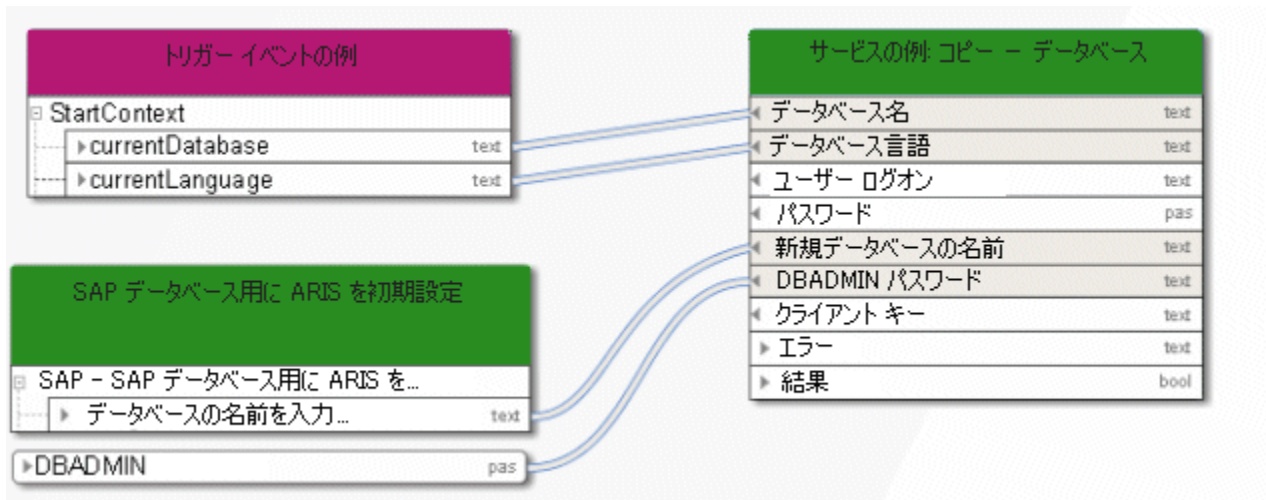 トリガー イベントの例
StartContext
currentDatabase text
currentLanguage text
SAP データベース用に ARIS を初期設定
SAP – SAP データベース用に ARIS を...
データベースの名前を入力... text
DBADMIN pas
サービスの例: コピー – データベース
データベース名 text
データベース言語 text
ユーザー ログオン text
パスワード pas
新規データベースの名前 text
DBADMIN パスワード text
クライアント キー text
エラー text
結果 bool